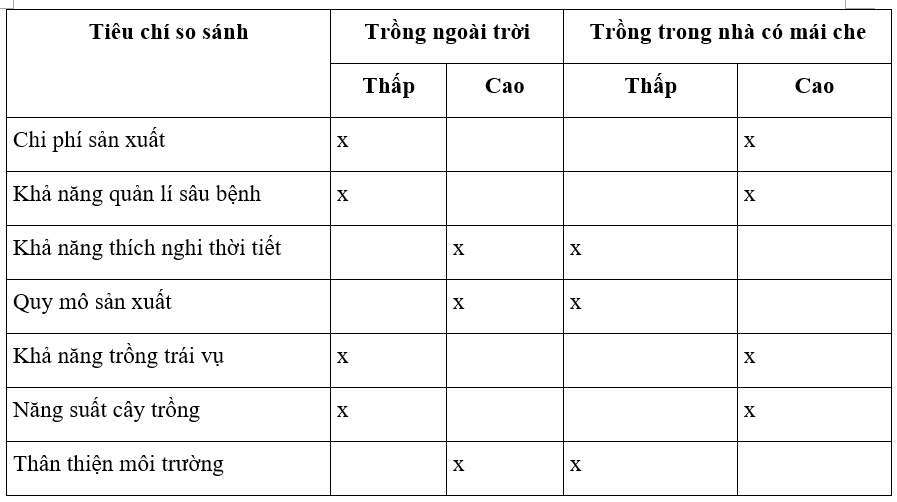 Tiêu chí so sánh Trồng ngoài trời Trồng trong nhà có mái che
Thấp Cao Thấp Cao
Chi phí sản xuất x x
Khả năng quản lí sâu bệnh x x
Khả năng thích nghi thời tiết x x
Quy mô sản xuất x x
Khả năng trồng trái vụ x x
Năng suất cây trồng x x
Thân thiện môi trường x x